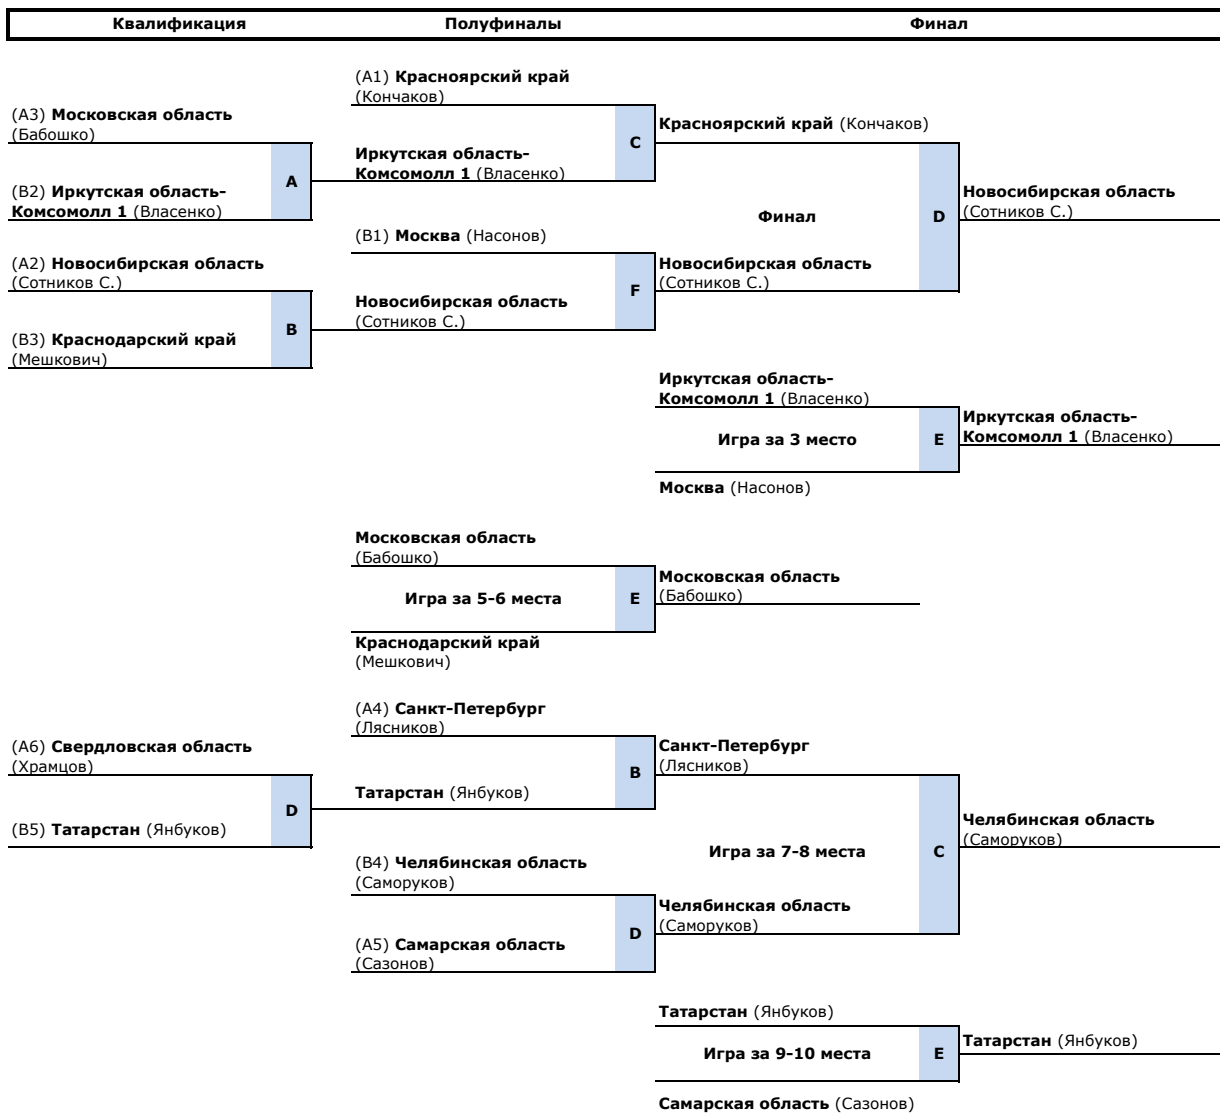 Квалификация
Полуфиналы
Финал
(A1) Красноярский край
(Кончаков)
(A3) Московская область
(Бабошко)
C
Красноярский край (Кончаков)
Иркутская область-
Комсомолл 1 (Власенко)
A
(B2) Иркутская область-
Комсомолл 1 (Власенко)
Финал
D
Новосибирская область
(Сотников С.)
(B1) Москва (Насонов)
(A2) Новосибирская область
(Сотников С.)
F
Новосибирская область
(Сотников С.)
Новосибирская область
(Сотников С.)
B
(B3) Краснодарский край
(Мешкович)
Иркутская область-
Комсомолл 1 (Власенко)
Игра за 3 место
E
Иркутская область-
Комсомолл 1 (Власенко)
Москва (Насонов)
Московская область
(Бабошко)
Игра за 5-6 места
E
Московская область
(Бабошко)
Краснодарский край
(Мешкович)
(A4) Санкт-Петербург
(Лясников)
(A6) Свердловская область
(Храмцов)
B
Санкт-Петербург
(Лясников)
Татарстан (Янбуков)
D
(B5) Татарстан (Янбуков)
Игра за 7-8 места
C
Челябинская область
(Саморуков)
(B4) Челябинская область
(Саморуков)
D
Челябинская область
(Саморуков)
(A5) Самарская область
(Сазонов)
Татарстан (Янбуков)
Игра за 9-10 места
E
Татарстан (Янбуков)
Самарская область (Сазонов)